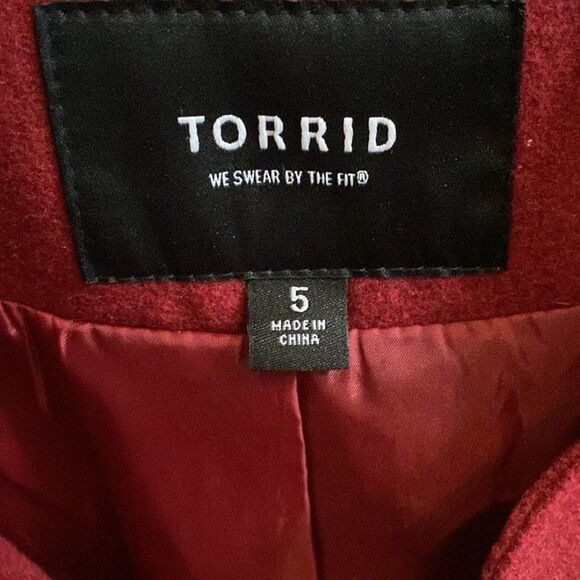 TORRID
WE SWEAR BY THE FIT®
5
MADE IN
CHINA